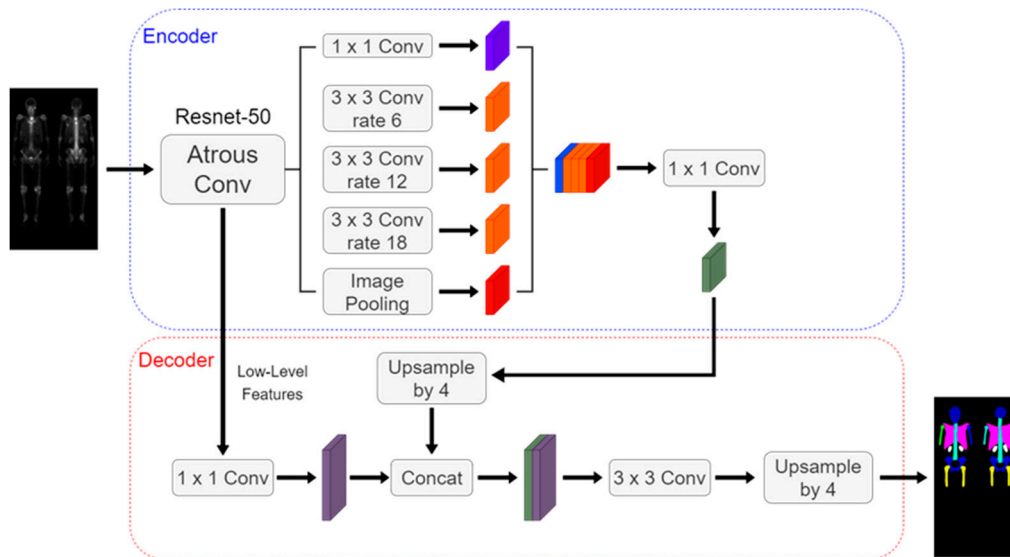 Encoder
1 x 1 Conv
Resnet-50
Atrous
Conv
3 x 3 Conv
rate 6
3 x 3 Conv
rate 12
3 x 3 Conv
rate 18
Image
Pooling
1 x 1 Conv
Decoder
Low-Level
Features
Upsample
by 4
1 x 1 Conv
Concat
3 x 3 Conv
Upsample
by 4